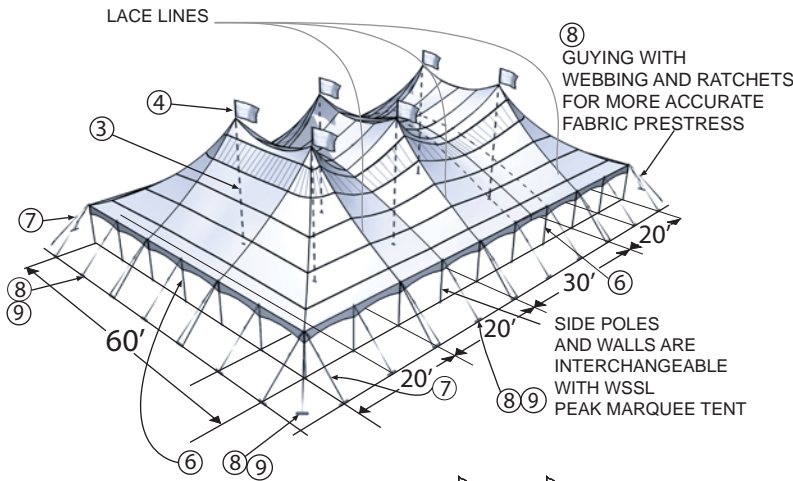 LACE LINES
⑧
GUYING WITH
WEBBING AND RATCHETS
FOR MORE ACCURATE
FABRIC PRESTRESS
④
③
⑦
⑧
⑨
60'
20'
30'
⑥
20'
20'
⑦
SIDE POLES
AND WALLS ARE
INTERCHANGEABLE
WITH WSSL
PEAK MARQUEE TENT
⑧⑨
⑥
⑧⑨